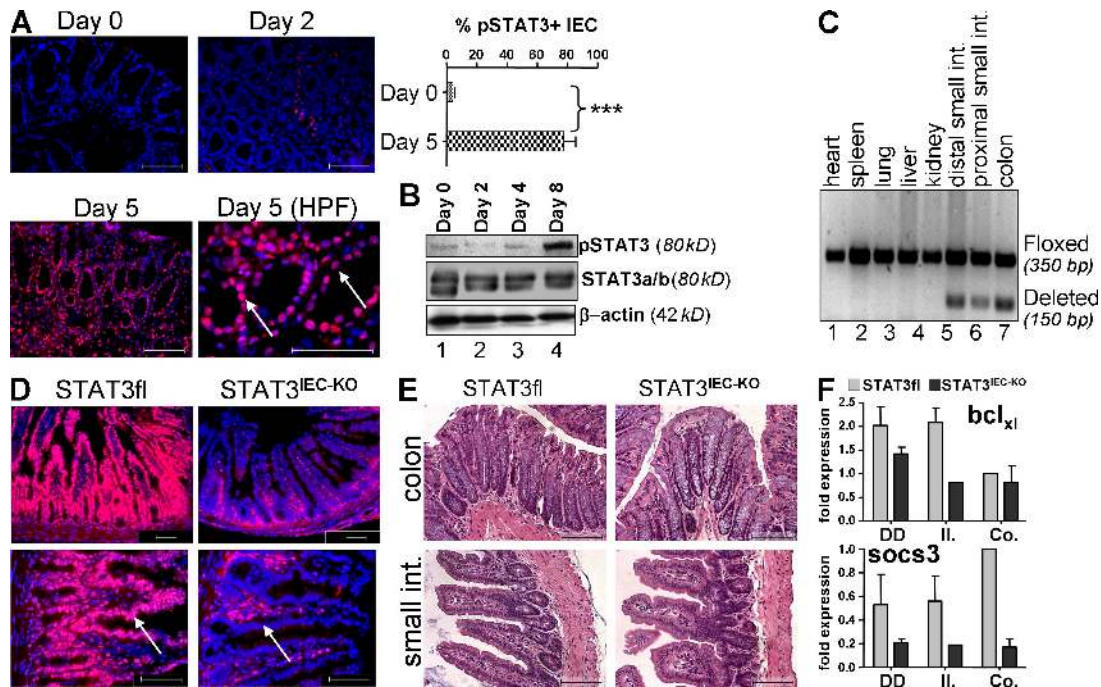 A
Day 0
Day 2
% pSTAT3+ IEC
0 20 40 60 80 100
Day 0
***
Day 5
Day 5
Day 5 (HPF)
B
Day 0
Day 2
Day 4
Day 8
pSTAT3 (80kD)
STAT3a/b(80kD)
β–actin (42kD)
1 2 3 4
C
heart
spleen
lung
liver
kidney
distal small int.
proximal small int.
colon
Floxed
(350 bp)
Deleted
(150 bp)
1 2 3 4 5 6 7
D
STAT3fl
STAT3IEC-KO
E
STAT3fl
STAT3IEC-KO
colon
small int.
F
STAT3fl
STAT3IEC-KO
bclxl
fold expression
2.5
2.0
1.5
1.0
0.5
0.0
DD Il. Co.
socs3
fold expression
1.0
0.8
0.6
0.4
0.2
0.0
DD Il. Co.